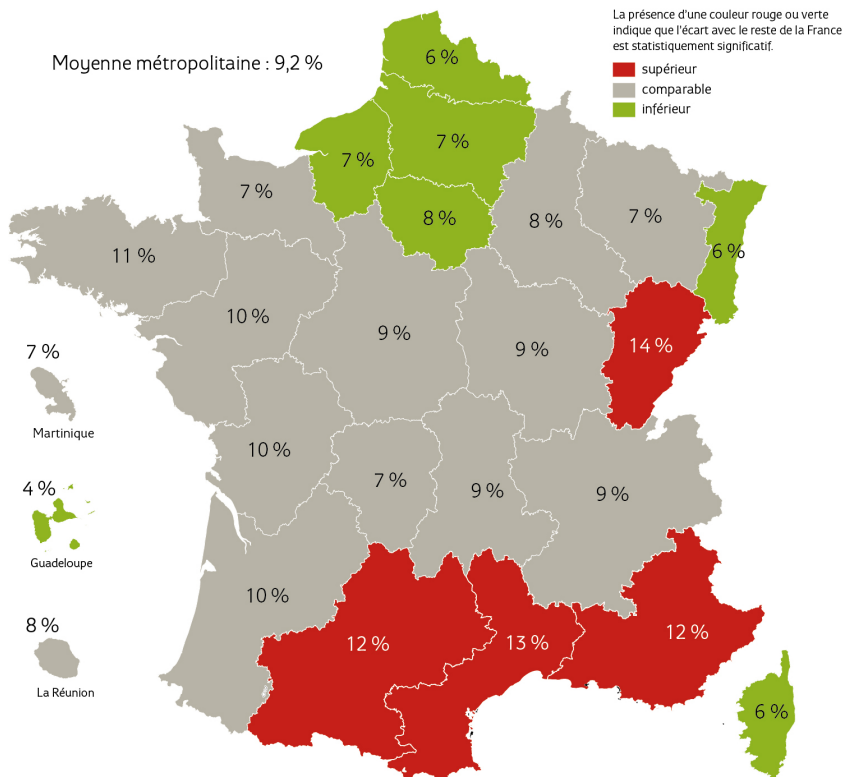 La présence d'une couleur rouge ou verte
indique que l'écart avec le reste de la France
est statistiquement significatif.
Moyenne métropolitaine : 9,2 %
supérieur
comparable
inférieur
6 %
7 %
7 %
7 %
8 %
8 %
7 %
6 %
11 %
10 %
9 %
9 %
14 %
7 %
Martinique
10 %
7 %
9 %
9 %
4 %
Guadeloupe
10 %
8 %
La Réunion
12 %
13 %
12 %
6 %